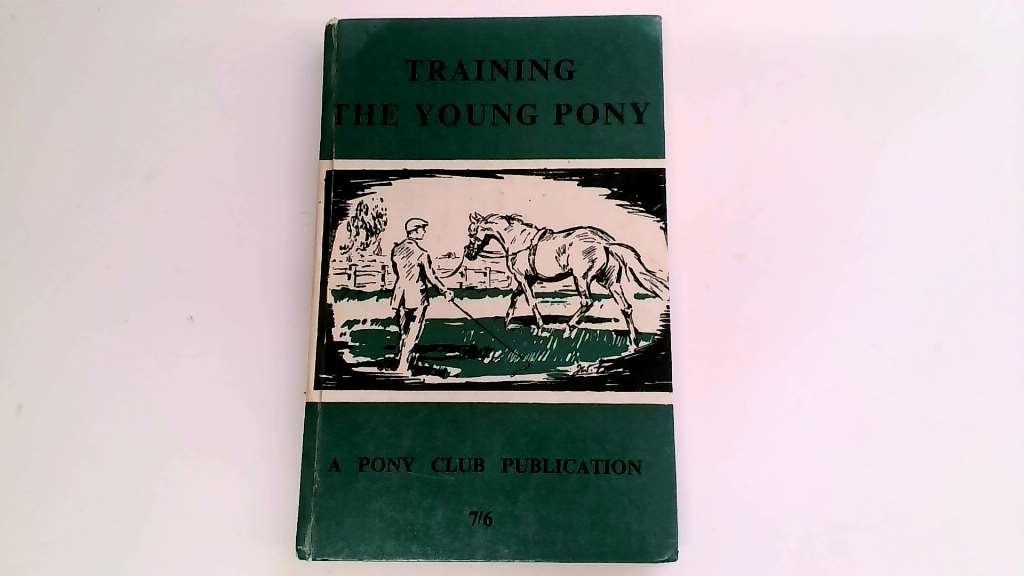 TRAINING
THE YOUNG PONY
A PONY CLUB PUBLICATION
7/6